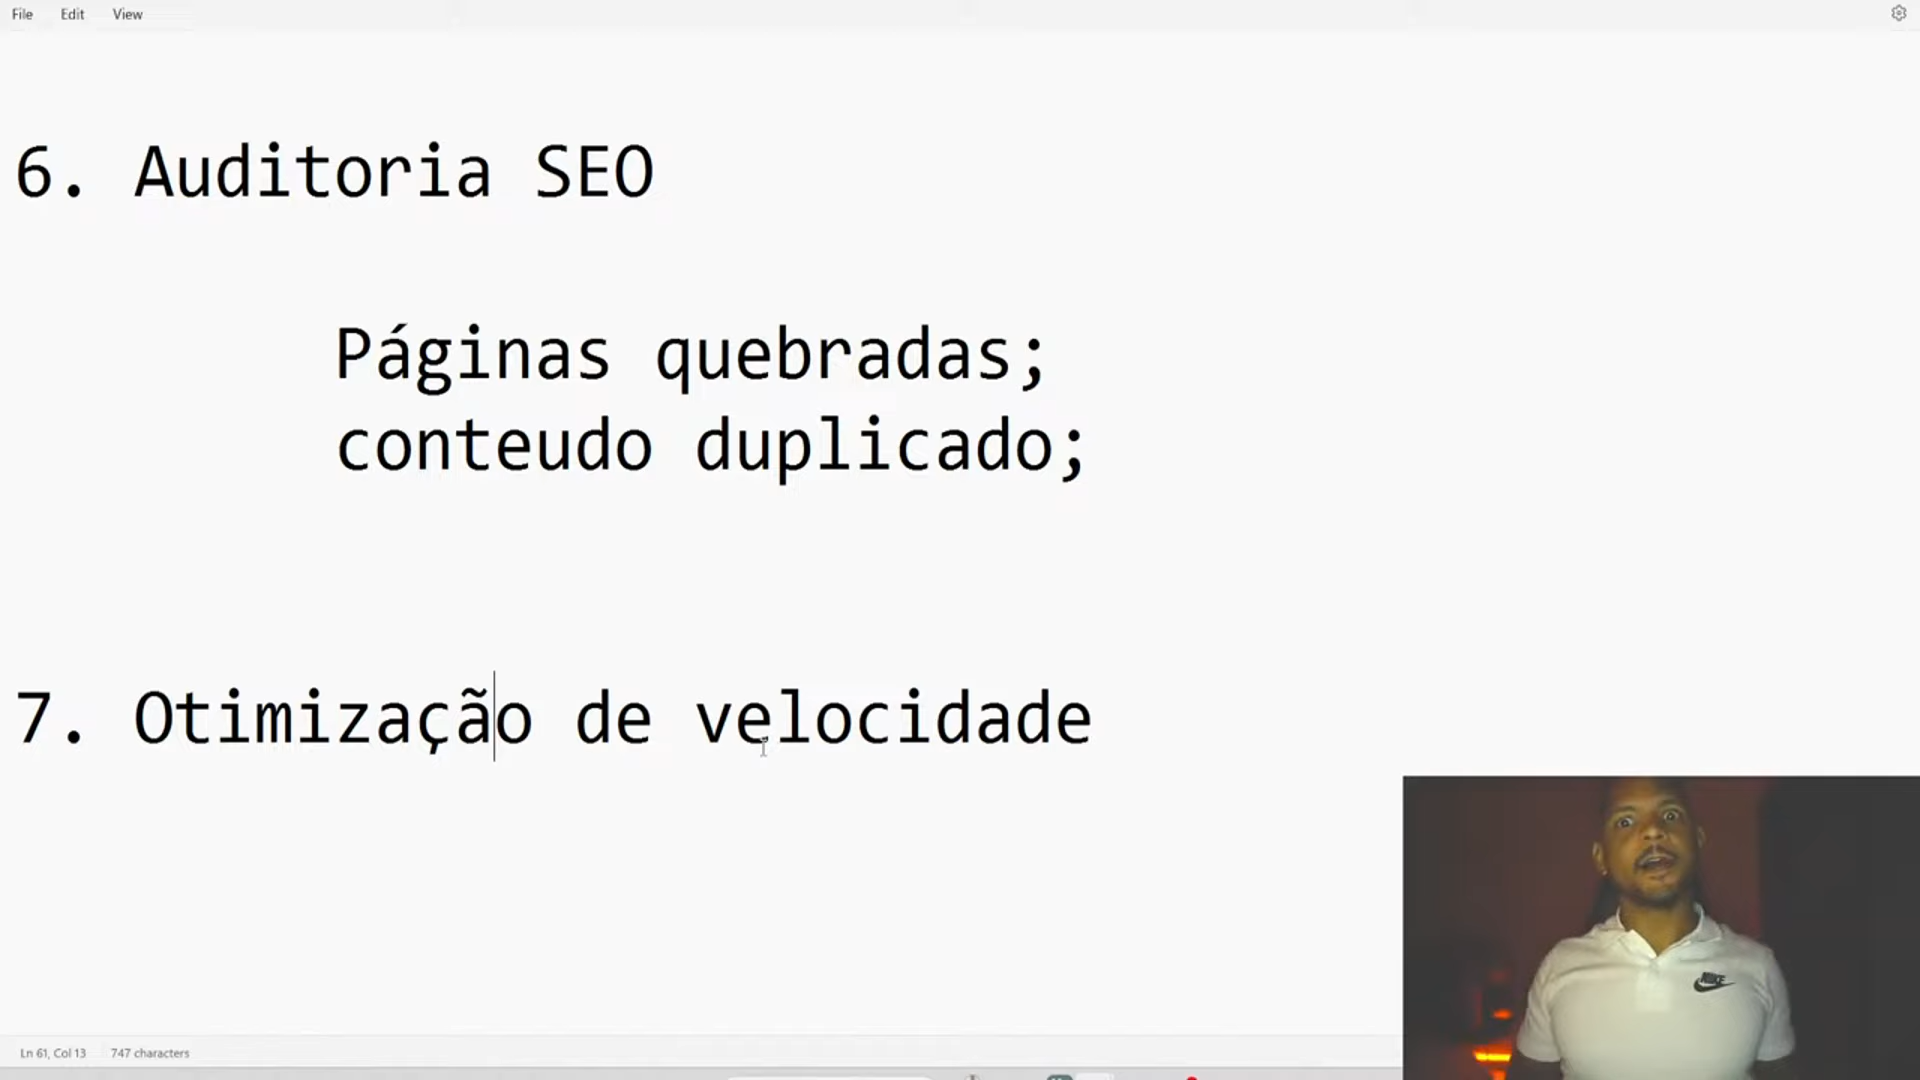 File Edit View
6. Auditoria SEO
Páginas quebradas;
conteudo duplicado;
7. Otimização de velocidade
NIKE
Ln 61, Col 13 747 characters